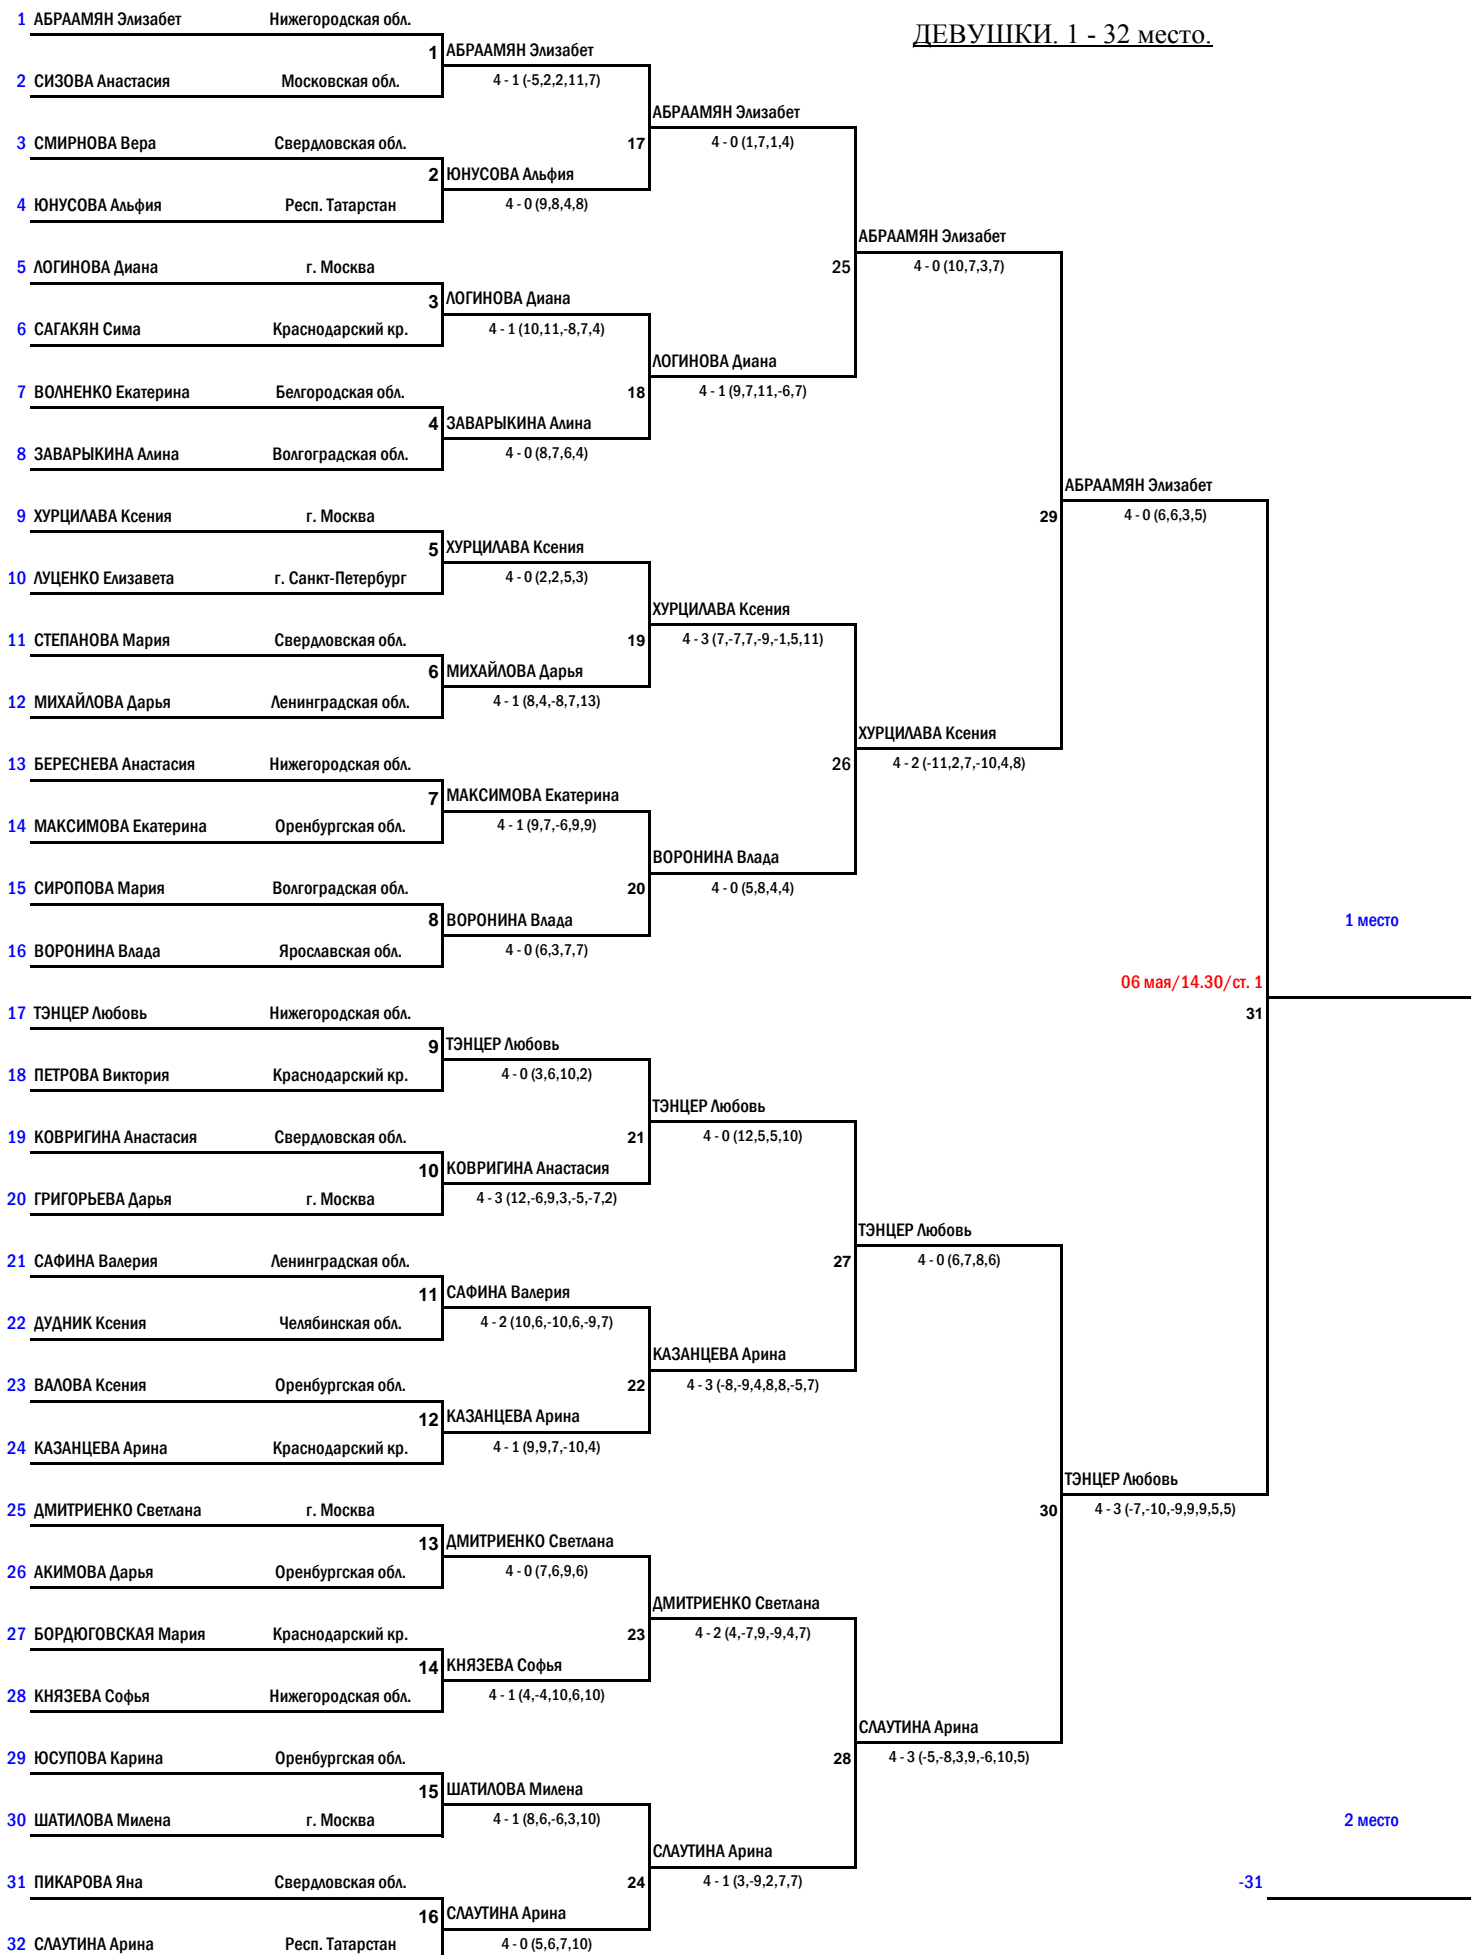 1 АБРААМЯН Элизабет Нижегородская обл.
ДЕВУШКИ. 1 - 32 место.
1 АБРААМЯН Элизабет
2 СИЗОВА Анастасия Московская обл. 4 - 1 (-5,2,2,11,7)
АБРААМЯН Элизабет
3 СМИРНОВА Вера Свердловская обл. 17 4 - 0 (1,7,1,4)
2 ЮНУСОВА Альфия
4 ЮНУСОВА Альфия Респ. Татарстан 4 - 0 (9,8,4,8)
АБРААМЯН Элизабет
5 ЛОГИНОВА Диана г. Москва 25 4 - 0 (10,7,3,7)
3 ЛОГИНОВА Диана
6 САГАКЯН Сима Краснодарский кр. 4 - 1 (10,11,-8,7,4)
ЛОГИНОВА Диана
7 ВОЛНЕНКО Екатерина Белгородская обл. 18 4 - 1 (9,7,11,-6,7)
4 ЗАВАРЫКИНА Алина
8 ЗАВАРЫКИНА Алина Волгоградская обл. 4 - 0 (8,7,6,4)
АБРААМЯН Элизабет
9 ХУРЦИЛАВА Ксения г. Москва 29 4 - 0 (6,6,3,5)
5 ХУРЦИЛАВА Ксения
10 ЛУЦЕНКО Елизавета г. Санкт-Петербург 4 - 0 (2,2,5,3)
ХУРЦИЛАВА Ксения
11 СТЕПАНОВА Мария Свердловская обл. 19 4 - 3 (7,-7,7,-9,-1,5,11)
6 МИХАЙЛОВА Дарья
12 МИХАЙЛОВА Дарья Ленинградская обл. 4 - 1 (8,4,-8,7,13)
ХУРЦИЛАВА Ксения
13 БЕРЕСНЕВА Анастасия Нижегородская обл. 26 4 - 2 (-11,2,7,-10,4,8)
7 МАКСИМОВА Екатерина
14 МАКСИМОВА Екатерина Оренбургская обл. 4 - 1 (9,7,-6,9,9)
ВОРОНИНА Влада
15 СИРОПОВА Мария Волгоградская обл. 20 4 - 0 (5,8,4,4)
8 ВОРОНИНА Влада 1 место
16 ВОРОНИНА Влада Ярославская обл. 4 - 0 (6,3,7,7)
06 мая/14.30/ст. 1
17 ТЭНЦЕР Любовь Нижегородская обл. 31
9 ТЭНЦЕР Любовь
18 ПЕТРОВА Виктория Краснодарский кр. 4 - 0 (3,6,10,2)
ТЭНЦЕР Любовь
19 КОВРИГИНА Анастасия Свердловская обл. 21 4 - 0 (12,5,5,10)
10 КОВРИГИНА Анастасия
20 ГРИГОРЬЕВА Дарья г. Москва 4 - 3 (12,-6,9,3,-5,-7,2)
ТЭНЦЕР Любовь
21 САФИНА Валерия Ленинградская обл. 27 4 - 0 (6,7,8,6)
11 САФИНА Валерия
22 ДУДНИК Ксения Челябинская обл. 4 - 2 (10,6,-10,6,-9,7)
КАЗАНЦЕВА Арина
23 ВАЛОВА Ксения Оренбургская обл. 22 4 - 3 (-8,-9,4,8,8,-5,7)
12 КАЗАНЦЕВА Арина
24 КАЗАНЦЕВА Арина Краснодарский кр. 4 - 1 (9,9,7,-10,4)
ТЭНЦЕР Любовь
25 ДМИТРИЕНКО Светлана г. Москва 30 4 - 3 (-7,-10,-9,9,9,5,5)
13 ДМИТРИЕНКО Светлана
26 АКИМОВА Дарья Оренбургская обл. 4 - 0 (7,6,9,6)
ДМИТРИЕНКО Светлана
27 БОРДЮГОВСКАЯ Мария Краснодарский кр. 23 4 - 2 (4,-7,9,-9,4,7)
14 КНЯЗЕВА Софья
28 КНЯЗЕВА Софья Нижегородская обл. 4 - 1 (4,-4,10,6,10)
СЛАУТИНА Арина
29 ЮСУПОВА Карина Оренбургская обл. 28 4 - 3 (-5,-8,3,9,-6,10,5)
15 ШАТИЛОВА Милена
30 ШАТИЛОВА Милена г. Москва 4 - 1 (8,6,-6,3,10) 2 место
СЛАУТИНА Арина
31 ПИКАРОВА Яна Свердловская обл. 24 4 - 1 (3,-9,2,7,7) -31
16 СЛАУТИНА Арина
32 СЛАУТИНА Арина Респ. Татарстан 4 - 0 (5,6,7,10)